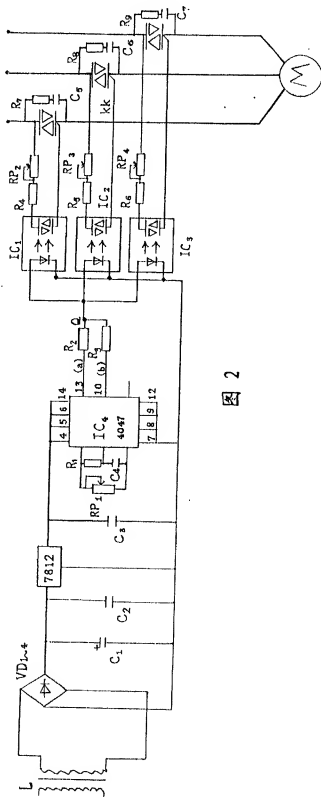 L
VD₁~₄
C₁
+
C₂
7812
C₃
RP₁
R₁
C₄
4 5 6 14
IC₄
4047
7 8 9 12
13 (a)
10 (b)
R₂
R₃
Q
IC₁
IC₂
IC₃
R₄
R₅
R₆
RP₂
RP₃
RP₄
kk
R₇
C₅
R₈
C₆
R₉
C₇
M
图 2